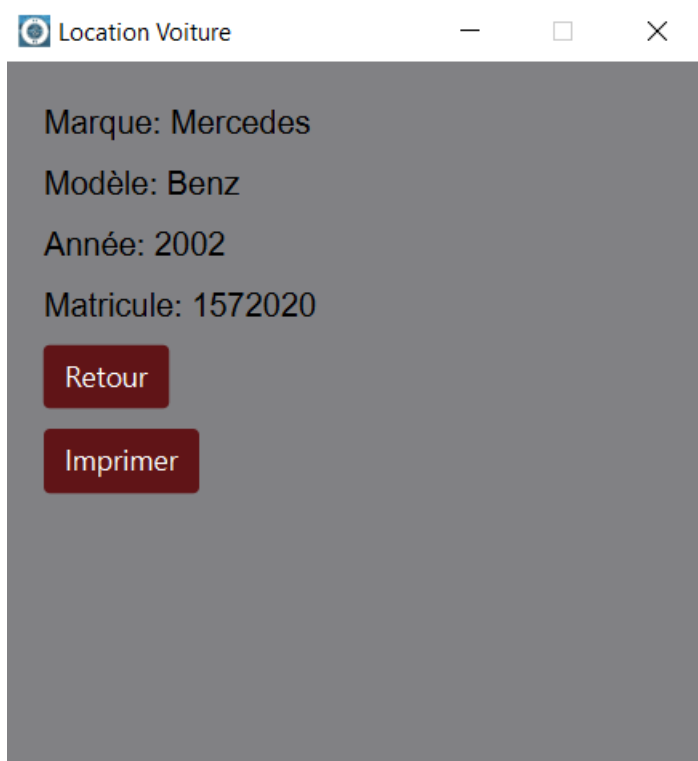 Location Voiture
Marque: Mercedes
Modèle: Benz
Année: 2002
Matricule: 1572020
Retour
Imprimer